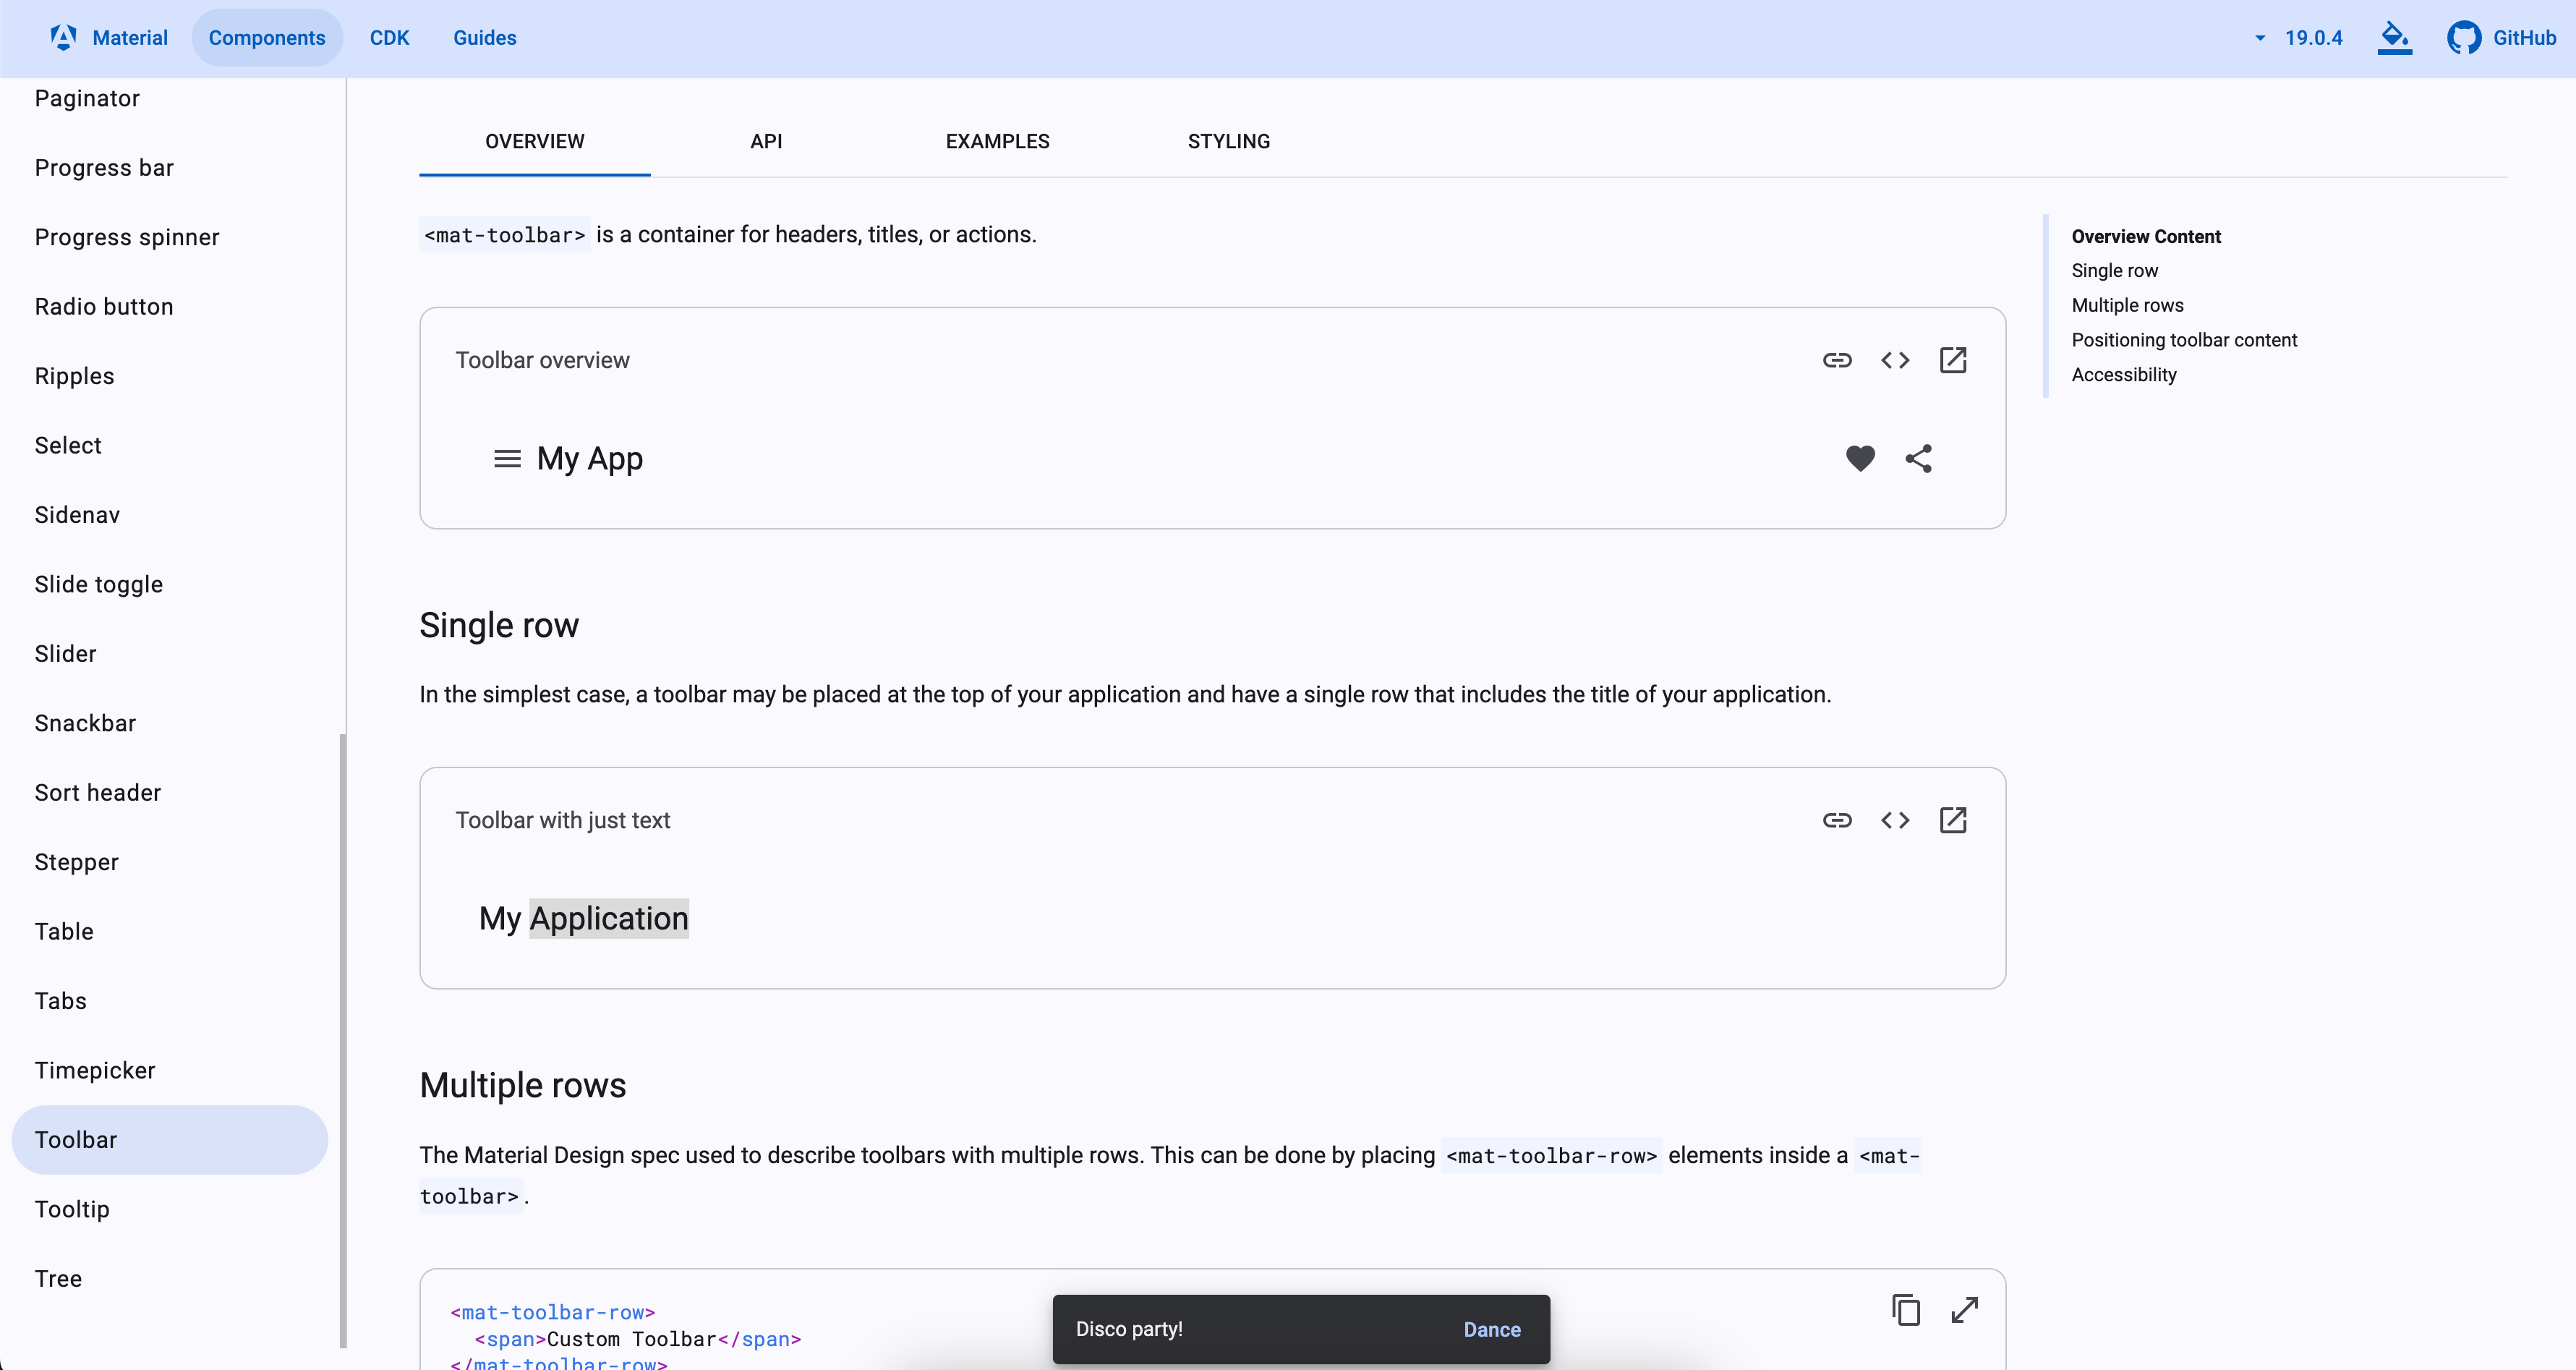 Material
Components
CDK
Guides
19.0.4
GitHub
Paginator
Progress bar
Progress spinner
Radio button
Ripples
Select
Sidenav
Slide toggle
Slider
Snackbar
Sort header
Stepper
Table
Tabs
Timepicker
Toolbar
Tooltip
Tree
OVERVIEW
API
EXAMPLES
STYLING
<mat-toolbar> is a container for headers, titles, or actions.
Toolbar overview
My App
Single row
In the simplest case, a toolbar may be placed at the top of your application and have a single row that includes the title of your application.
Toolbar with just text
My Application
Multiple rows
The Material Design spec used to describe toolbars with multiple rows. This can be done by placing <mat-toolbar-row> elements inside a <mat-
toolbar>.
<mat-toolbar-row>
<span>Custom Toolbar</span>
</mat-toolbar-row>
Overview Content
Single row
Multiple rows
Positioning toolbar content
Accessibility
Disco party!
Dance